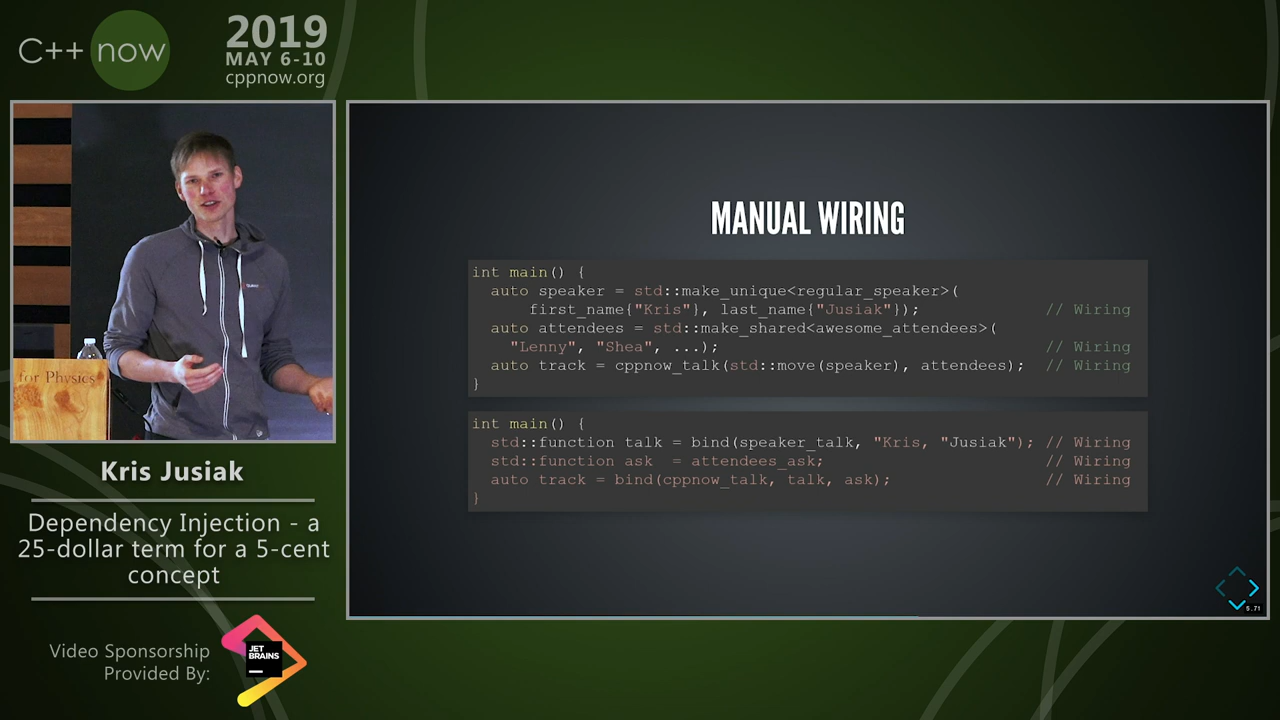 C++ now
2019
MAY 6-10
cppnow.org
for Physics
Kris Jusiak
Dependency Injection - a
25-dollar term for a 5-cent
concept
Video Sponsorship
Provided By:
JET
BRAINS
MANUAL WIRING
int main() {
auto speaker = std::make_unique<regular_speaker>(
first_name{"Kris"}, last_name{"Jusiak"}); // Wiring
auto attendees = std::make_shared<awesome_attendees>(
"Lenny", "Shea", ...); // Wiring
auto track = cppnow_talk(std::move(speaker), attendees); // Wiring
}
int main() {
std::function talk = bind(speaker_talk, "Kris, "Jusiak"); // Wiring
std::function ask = attendees_ask; // Wiring
auto track = bind(cppnow_talk, talk, ask); // Wiring
}
5.71